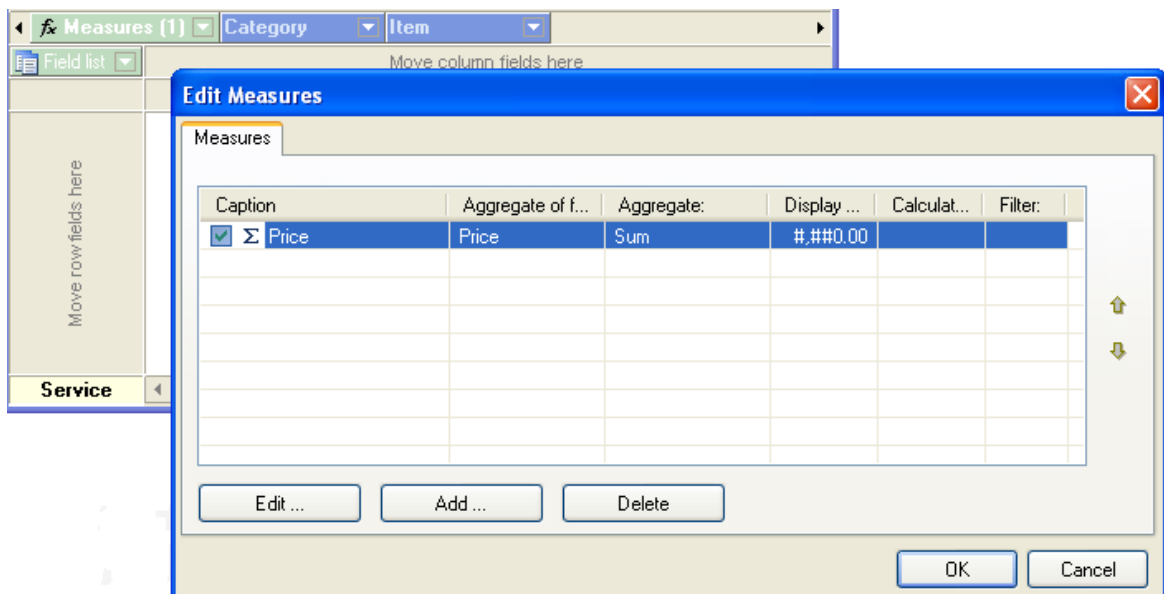 fx Measures (1) Category Item
Field list
Move column fields here
Edit Measures
Measures
Move row fields here
Caption Aggregate of f... Aggregate: Display ... Calculat... Filter:
Σ Price Price Sum #,##0.00
Service
Edit ... Add ... Delete
OK Cancel